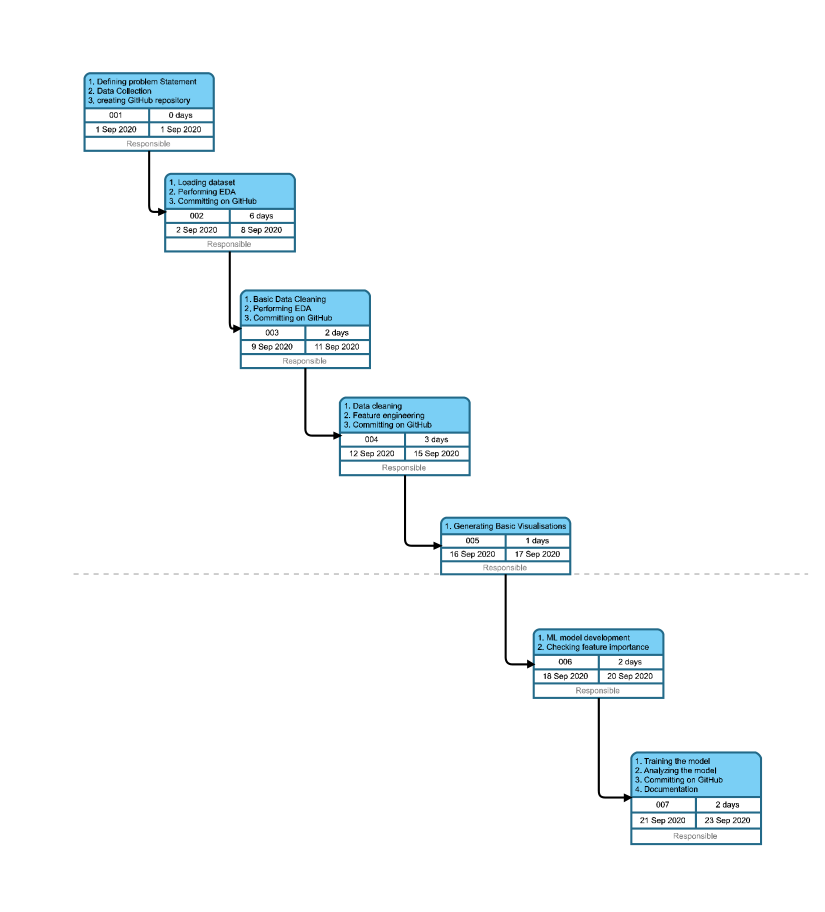 1. Defining problem Statement
2. Data Collection
3, creating GitHub repository
001 0 days
1 Sep 2020 1 Sep 2020
Responsible
1, Loading dataset
2. Performing EDA
3. Committing on GitHub
002 6 days
2 Sep 2020 8 Sep 2020
Responsible
1. Basic Data Cleaning
2, Performing EDA
3. Committing on GitHub
003 2 days
9 Sep 2020 11 Sep 2020
Responsible
1. Data cleaning
2. Feature engineering
3. Committing on GitHub
004 3 days
12 Sep 2020 15 Sep 2020
Responsible
1. Generating Basic Visualisations
005 1 days
16 Sep 2020 17 Sep 2020
Responsible
1. ML model development
2. Checking feature importance
006 2 days
18 Sep 2020 20 Sep 2020
Responsible
1. Training the model
2. Analyzing the model
3. Committing on GitHub
4. Documentation
007 2 days
21 Sep 2020 23 Sep 2020
Responsible